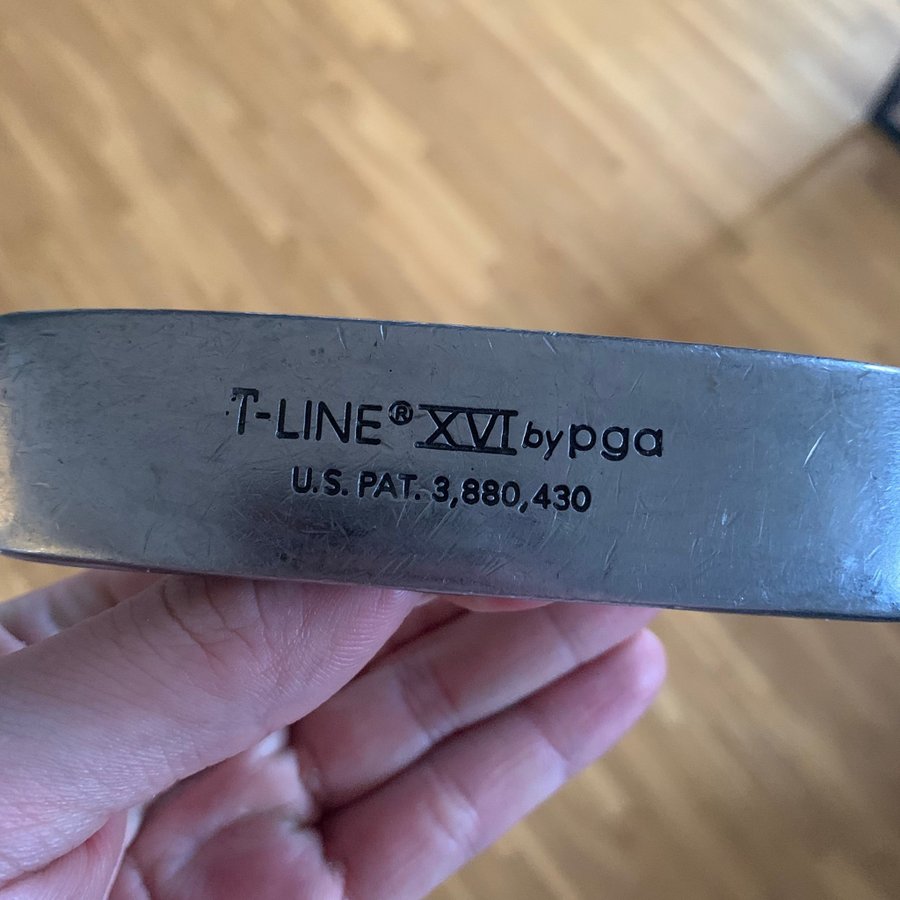 T-LINE® XVI by pga
U.S. PAT. 3,880,430